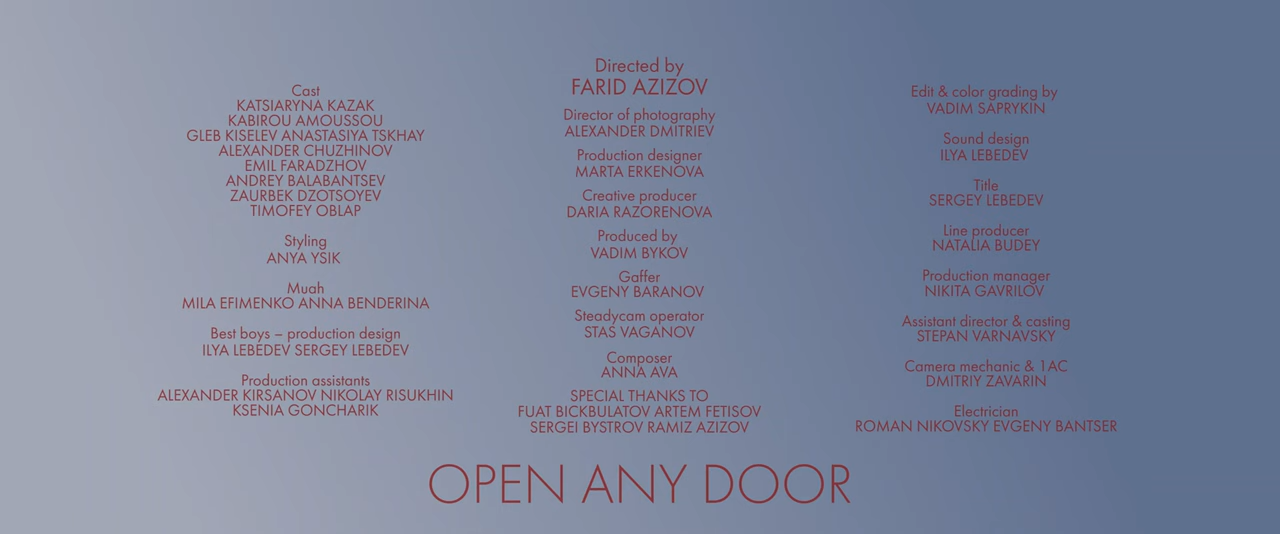 Cast
KATSIARYNA KAZAK
KABIROU AMOUSSOU
GLEB KISELEV ANASTASIYA TSKHAY
ALEXANDER CHUZHINOV
EMIL FARADZHOV
ANDREY BALABANTSEV
ZAURBEK DZOTSOYEV
TIMOFEY OBLAP
Styling
ANYA YSIK
Muah
MILA EFIMENKO ANNA BENDERINA
Best boys – production design
ILYA LEBEDEV SERGEY LEBEDEV
Production assistants
ALEXANDER KIRSANOV NIKOLAY RISUKHIN
KSENIA GONCHARIK
Directed by
FARID AZIZOV
Director of photography
ALEXANDER DMITRIEV
Production designer
MARTA ERKENOVA
Creative producer
DARIA RAZORENOVA
Produced by
VADIM BYKOV
Gaffer
EVGENY BARANOV
Steadycam operator
STAS VAGANOV
Composer
ANNA AVA
SPECIAL THANKS TO
FUAT BICKBULATOV ARTEM FETISOV
SERGEI BYSTROV RAMIZ AZIZOV
Edit & color grading by
VADIM SAPRYKIN
Sound design
ILYA LEBEDEV
Title
SERGEY LEBEDEV
Line producer
NATALIA BUDEY
Production manager
NIKITA GAVRILOV
Assistant director & casting
STEPAN VARNAVSKY
Camera mechanic & 1AC
DMITRIY ZAVARIN
Electrician
ROMAN NIKOVSKY EVGENY BANTSER
OPEN ANY DOOR